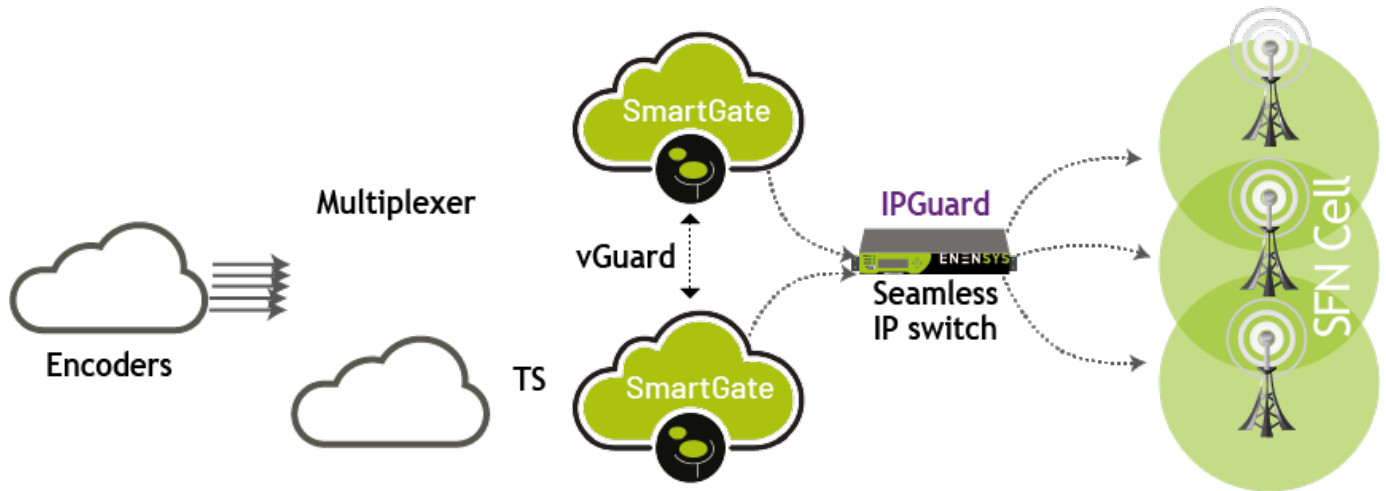 SmartGate
Multiplexer
IPGuard
vGuard
ENENSYS
Seamless
IP switch
Encoders
TS
SmartGate
SFN Cell